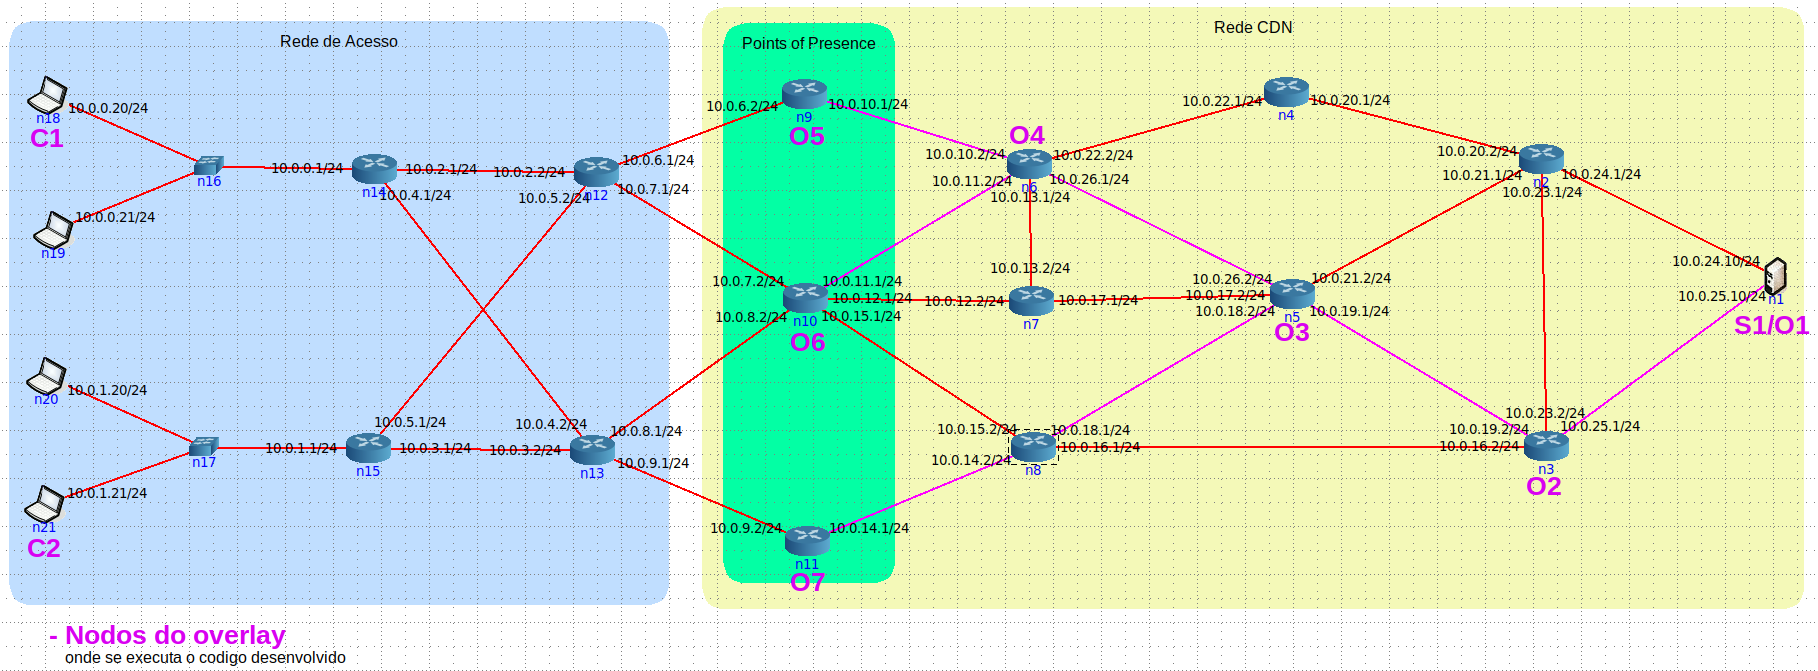 Rede de Acesso
Points of Presence
Rede CDN
10.0.0.20/24
n18
C1
n16
10.0.0.21/24
n19
10.0.0.1/24
n14
10.0.2.1/24
10.0.4.1/24
10.0.2.2/24
10.0.5.2/24
n12
10.0.6.1/24
10.0.7.1/24
10.0.1.20/24
n20
n17
10.0.1.21/24
n21
C2
10.0.1.1/24
n15
10.0.5.1/24
10.0.3.1/24
10.0.4.2/24
10.0.3.2/24
n13
10.0.8.1/24
10.0.9.1/24
10.0.6.2/24
10.0.10.1/24
n9
O5
10.0.7.2/24
10.0.11.1/24
10.0.12.1/24
10.0.8.2/24
10.0.15.1/24
n10
O6
10.0.9.2/24
10.0.14.1/24
n11
O7
O4
10.0.10.2/24
10.0.22.2/24
10.0.11.2/24
n6
10.0.26.1/24
10.0.13.1/24
10.0.13.2/24
10.0.12.2/24
10.0.17.1/24
n7
10.0.15.2/24
10.0.18.1/24
10.0.16.1/24
10.0.14.2/24
n8
10.0.22.1/24
10.0.20.1/24
n4
10.0.26.2/24
10.0.21.2/24
10.0.17.2/24
10.0.18.2/24
10.0.19.1/24
n5
O3
10.0.20.2/24
10.0.21.1/24
10.0.24.1/24
n2
10.0.23.1/24
10.0.23.2/24
10.0.19.2/24
10.0.25.1/24
10.0.16.2/24
n3
O2
10.0.24.10/24
10.0.25.10/24
n1
S1/O1
- Nodos do overlay
onde se executa o codigo desenvolvido